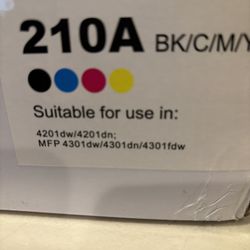 210A BK/C/M/Y
Suitable for use in:
4201dw/4201dn;
MFP 4301dw/4301dn/4301fdw